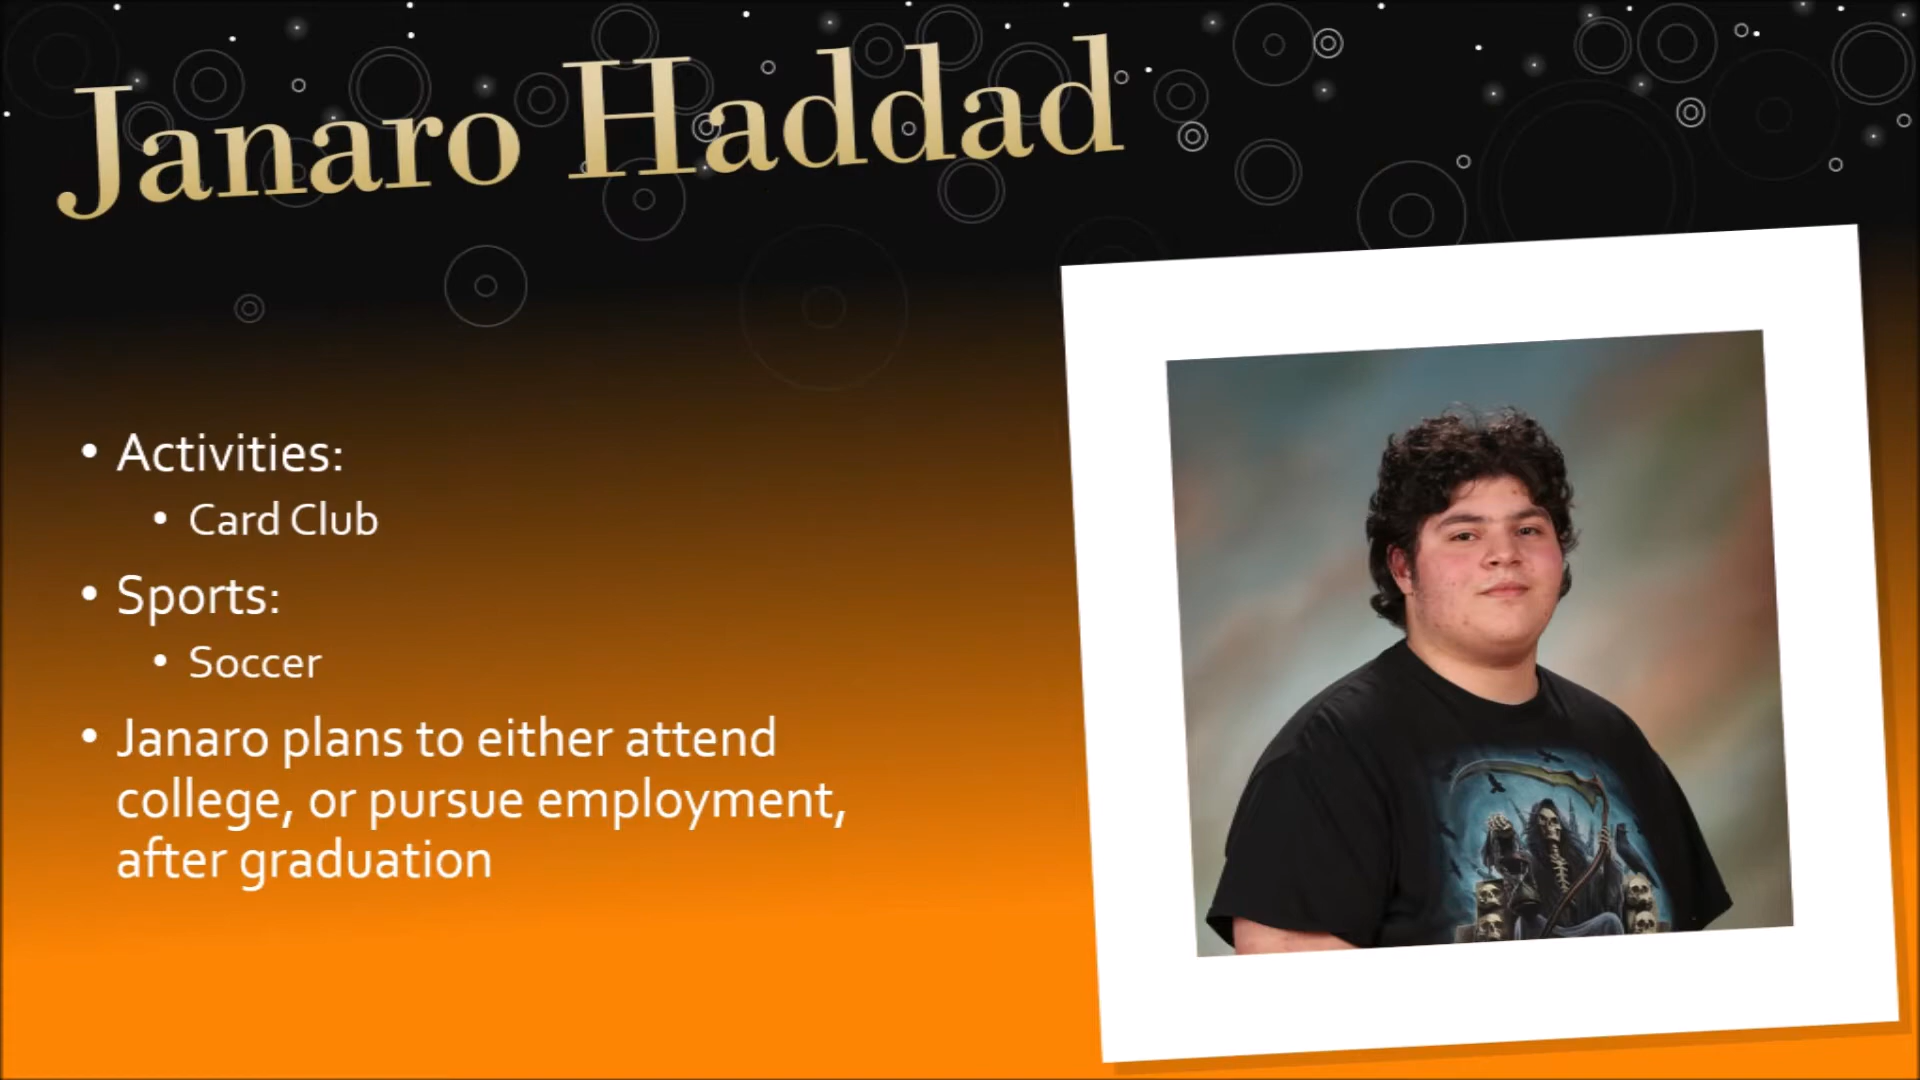 Janaro Haddad
• Activities:
• Card Club
• Sports:
• Soccer
• Janaro plans to either attend
college, or pursue employment,
after graduation